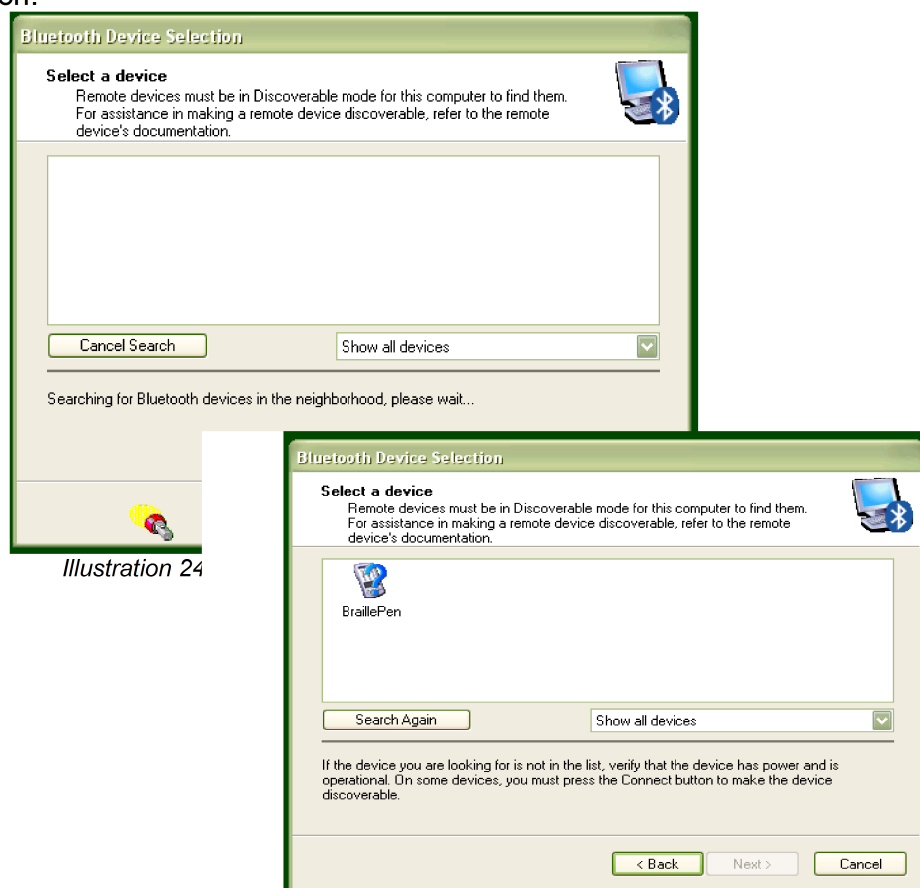 Bluetooth Device Selection
Select a device
Remote devices must be in Discoverable mode for this computer to find them.
For assistance in making a remote device discoverable, refer to the remote
device's documentation.
Cancel Search
Show all devices
Searching for Bluetooth devices in the neighborhood, please wait...
Illustration 24
Bluetooth Device Selection
Select a device
Remote devices must be in Discoverable mode for this computer to find them.
For assistance in making a remote device discoverable, refer to the remote
device's documentation.
BraillePen
Search Again
Show all devices
If the device you are looking for is not in the list, verify that the device has power and is
operational. On some devices, you must press the Connect button to make the device
discoverable.
< Back
Next >
Cancel